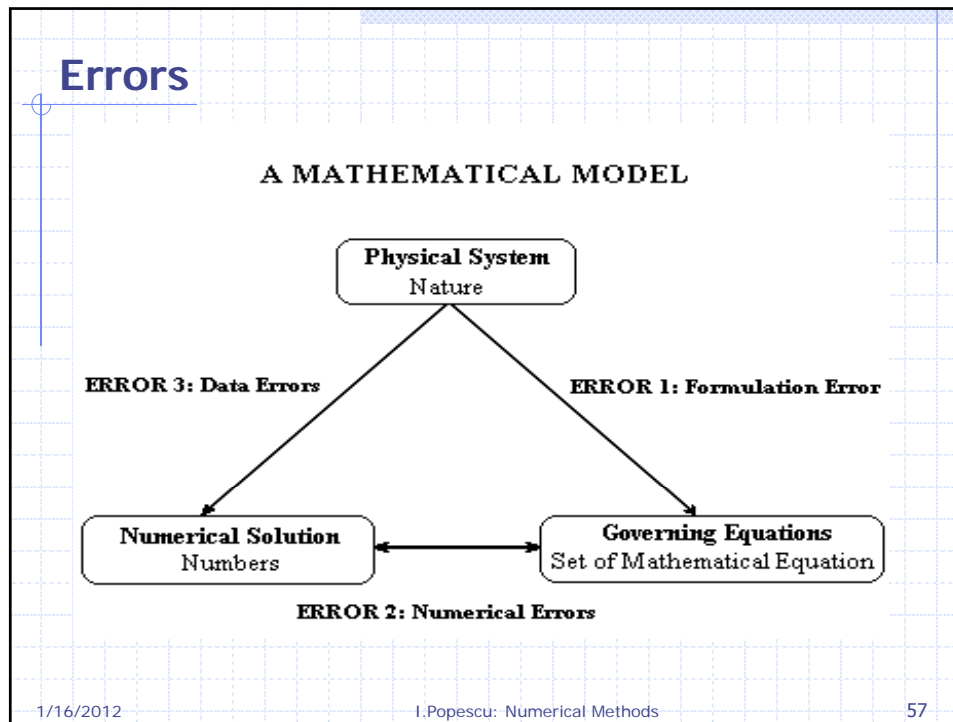 Errors
A MATHEMATICAL MODEL
Physical System
Nature
ERROR 3: Data Errors
ERROR 1: Formulation Error
Numerical Solution
Numbers
Governing Equations
Set of Mathematical Equation
ERROR 2: Numerical Errors
1/16/2012
I.Popescu: Numerical Methods
57